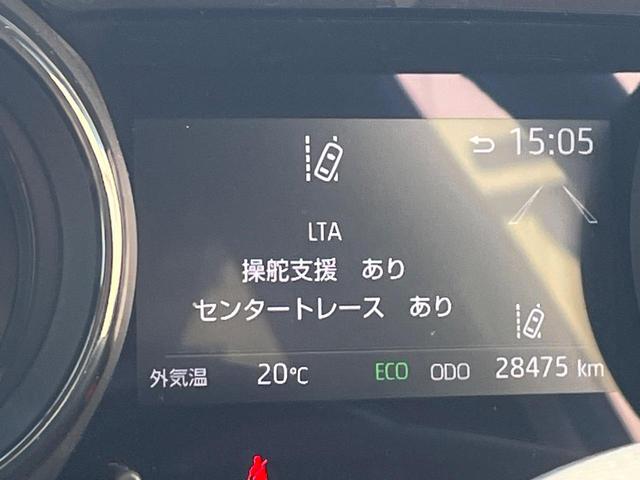 15:05
LTA
操舵支援 あり
センタートレース あり
外気温 20℃ ECO ODO 28475 km